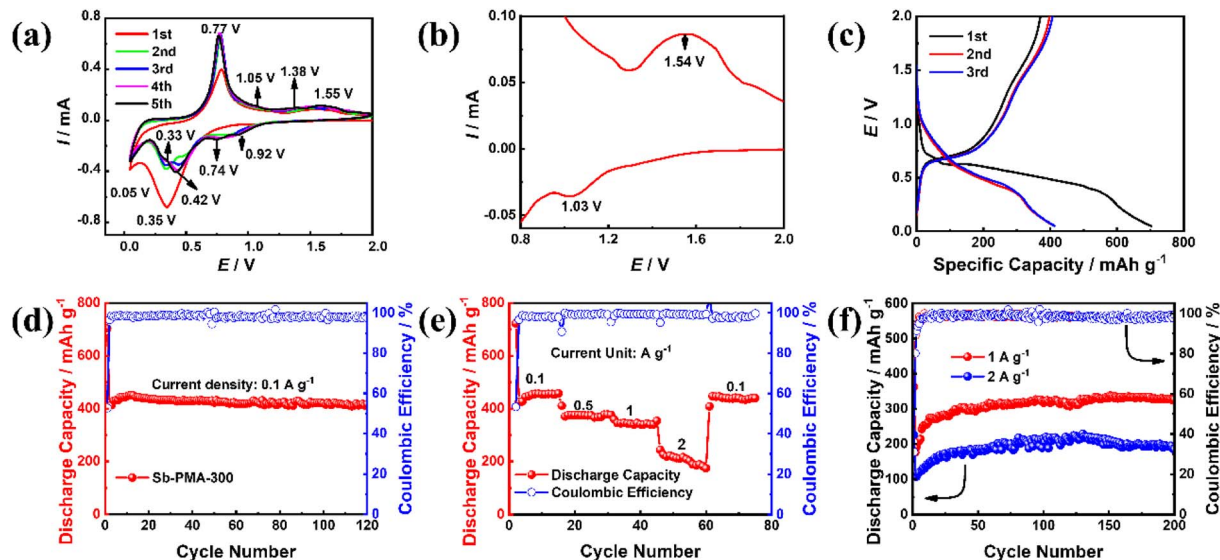 (a)
0.8
0.4
0.0
-0.4
-0.8
I / mA
1st
2nd
3rd
4th
5th
0.77 V
1.05 V
1.38 V
1.55 V
0.33 V
0.92 V
0.74 V
0.42 V
0.05 V
0.35 V
0.0 0.5 1.0 1.5 2.0
E / V
(b)
0.10
0.05
0.00
-0.05
I / mA
1.54 V
1.03 V
0.8 1.2 1.6 2.0
E / V
(c)
2.0
1.5
1.0
0.5
0.0
E / V
1st
2nd
3rd
0 200 400 600 800
Specific Capacity / mAh g⁻¹
(d)
800
600
400
200
0
Discharge Capacity / mAh g⁻¹
Current density: 0.1 A g⁻¹
Sb-PMA-300
100
80
60
40
20
0
Coulombic Efficiency / %
0 20 40 60 80 100 120
Cycle Number
(e)
800
600
400
200
0
Discharge Capacity / mAh g⁻¹
Current Unit: A g⁻¹
0.1
0.5
1
2
0.1
Discharge Capacity
Coulombic Efficiency
100
80
60
40
20
0
Coulombic Efficiency / %
0 20 40 60 80
Cycle Number
(f)
600
500
400
300
200
100
0
Discharge Capacity / mAh g⁻¹
1 A g⁻¹
2 A g⁻¹
100
80
60
40
20
0
Coulombic Efficiency / %
0 50 100 150 200
Cycle Number